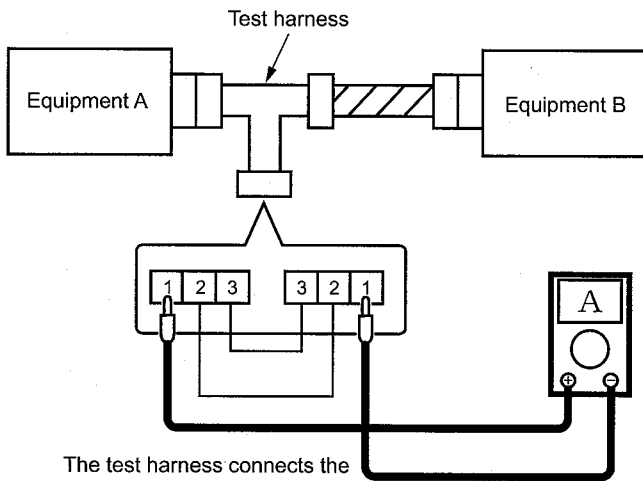 Test harness
Equipment A
Equipment B
1 2 3 3 2 1
A
+ −
The test harness connects the